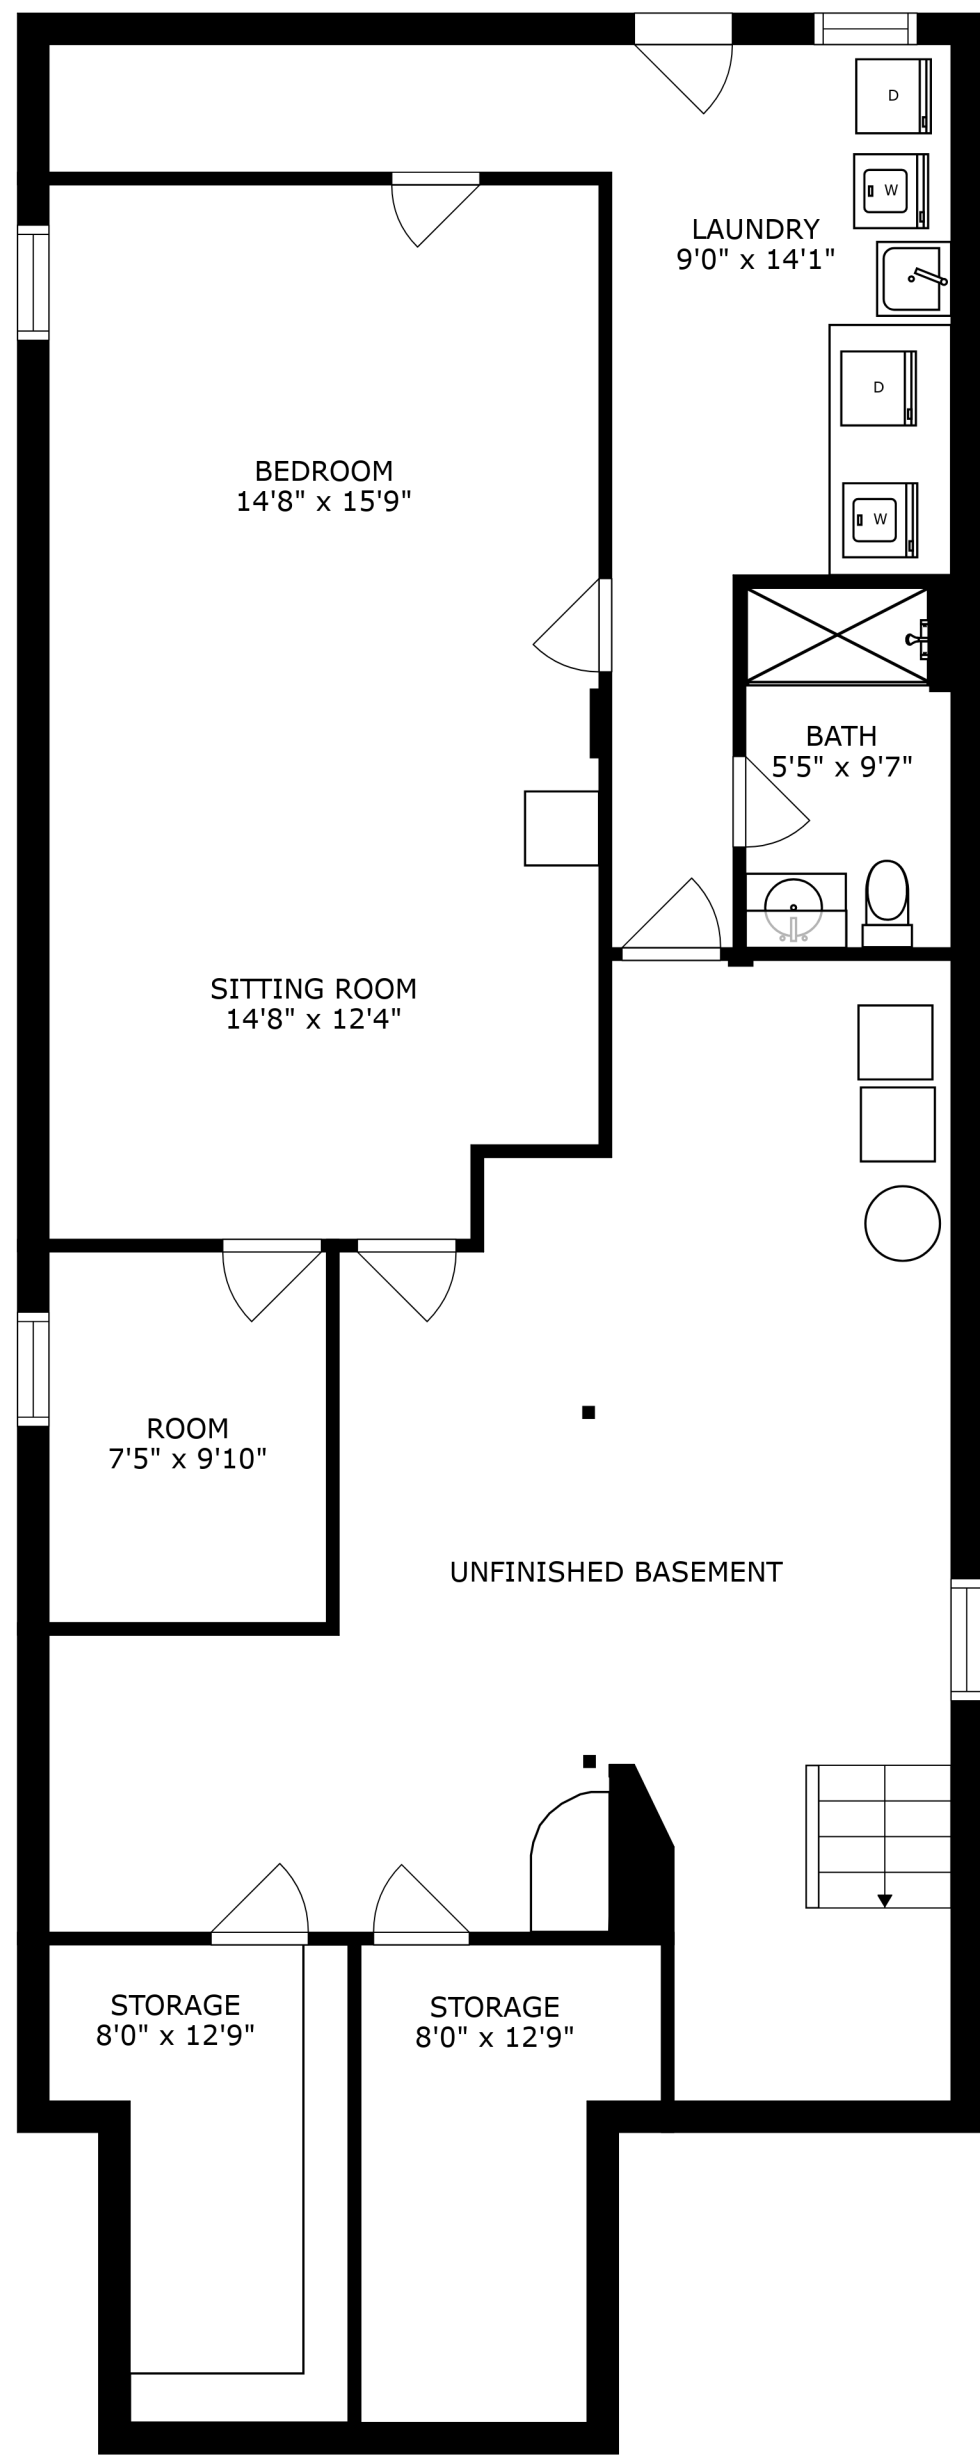 D
W
LAUNDRY
9'0" x 14'1"
D
BEDROOM
14'8" x 15'9"
W
BATH
5'5" x 9'7"
SITTING ROOM
14'8" x 12'4"
ROOM
7'5" x 9'10"
UNFINISHED BASEMENT
STORAGE
8'0" x 12'9"
STORAGE
8'0" x 12'9"